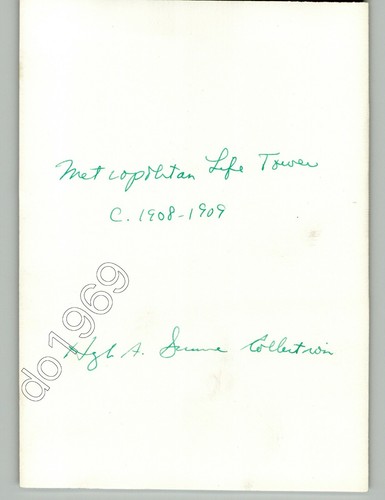 Metropolitan Life Tower
C. 1908-1909
A. Collection
do1969